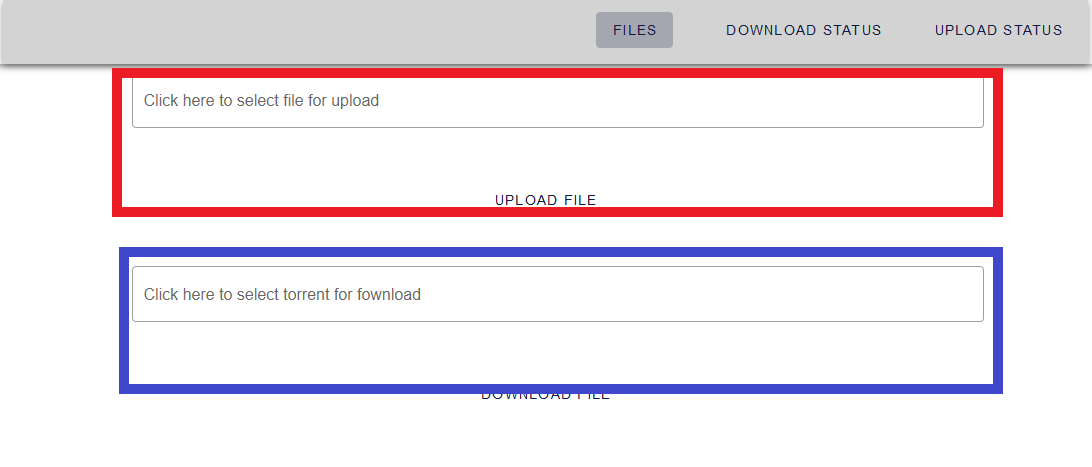 FILES DOWNLOAD STATUS UPLOAD STATUS
Click here to select file for upload
UPLOAD FILE
Click here to select torrent for fownload
DOWNLOAD FILE